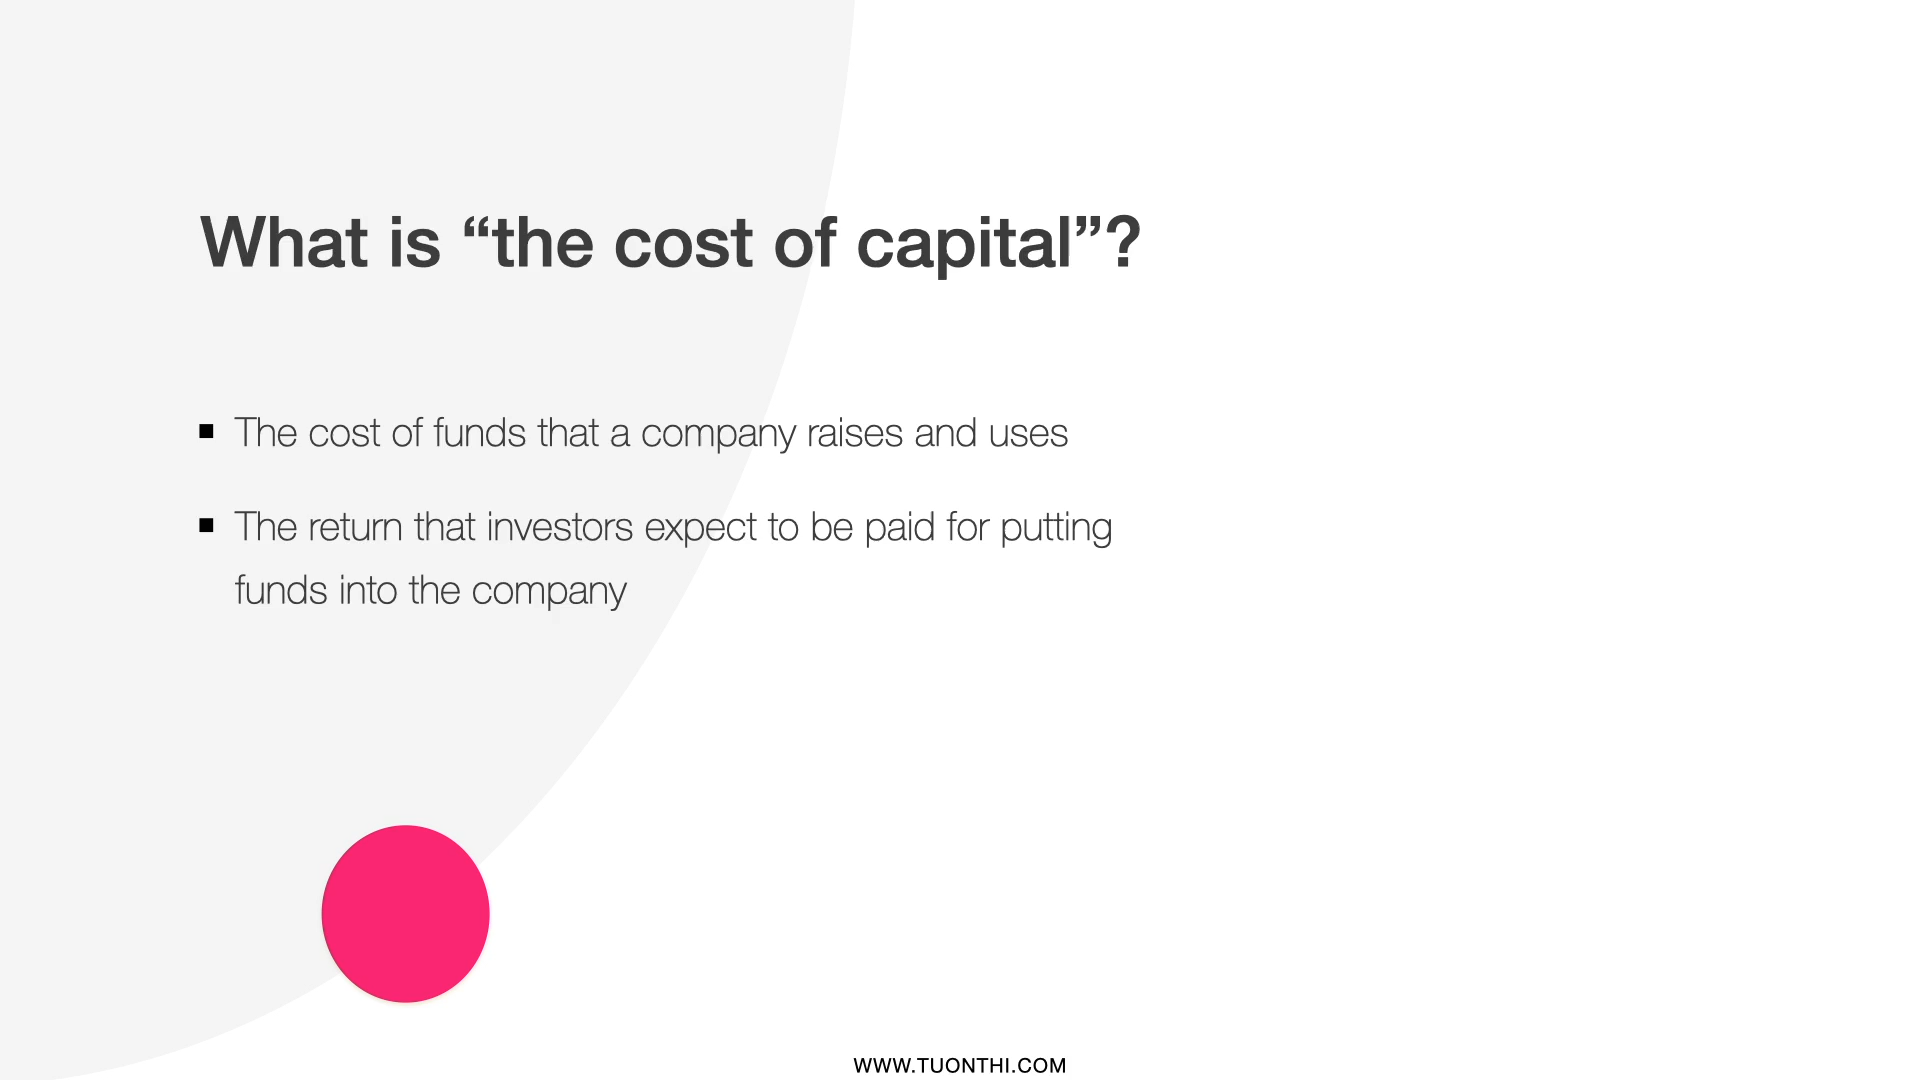 What is “the cost of capital”?
▪ The cost of funds that a company raises and uses
▪ The return that investors expect to be paid for putting
funds into the company
WWW.TUONTHI.COM